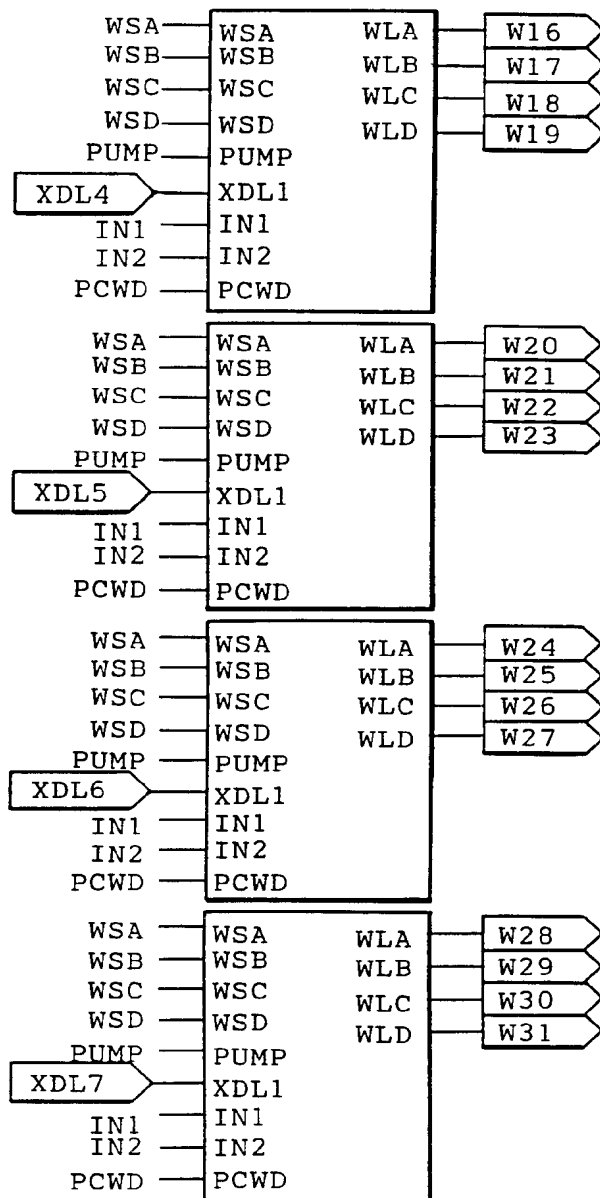 WSA WSA WLA W16
WSB WSB WLB W17
WSC WSC WLC W18
WSD WSD WLD W19
PUMP PUMP
XDL4 XDL1
IN1 IN1
IN2 IN2
PCWD PCWD
WSA WSA WLA W20
WSB WSB WLB W21
WSC WSC WLC W22
WSD WSD WLD W23
PUMP PUMP
XDL5 XDL1
IN1 IN1
IN2 IN2
PCWD PCWD
WSA WSA WLA W24
WSB WSB WLB W25
WSC WSC WLC W26
WSD WSD WLD W27
PUMP PUMP
XDL6 XDL1
IN1 IN1
IN2 IN2
PCWD PCWD
WSA WSA WLA W28
WSB WSB WLB W29
WSC WSC WLC W30
WSD WSD WLD W31
PUMP PUMP
XDL7 XDL1
IN1 IN1
IN2 IN2
PCWD PCWD